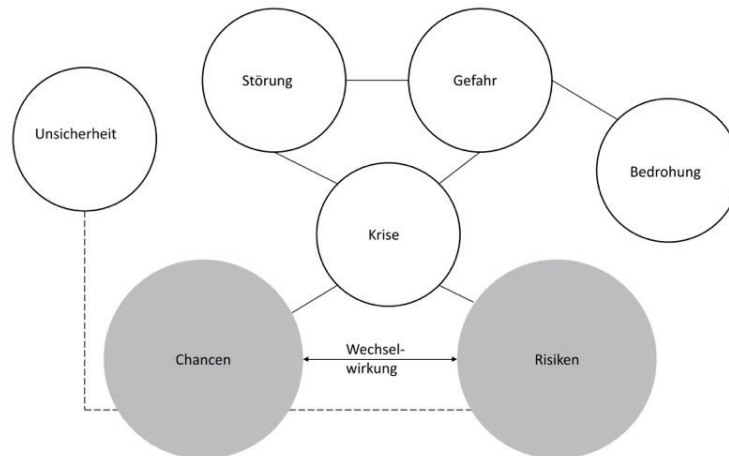 Störung
Gefahr
Unsicherheit
Bedrohung
Krise
Chancen
Wechsel-
wirkung
Risiken